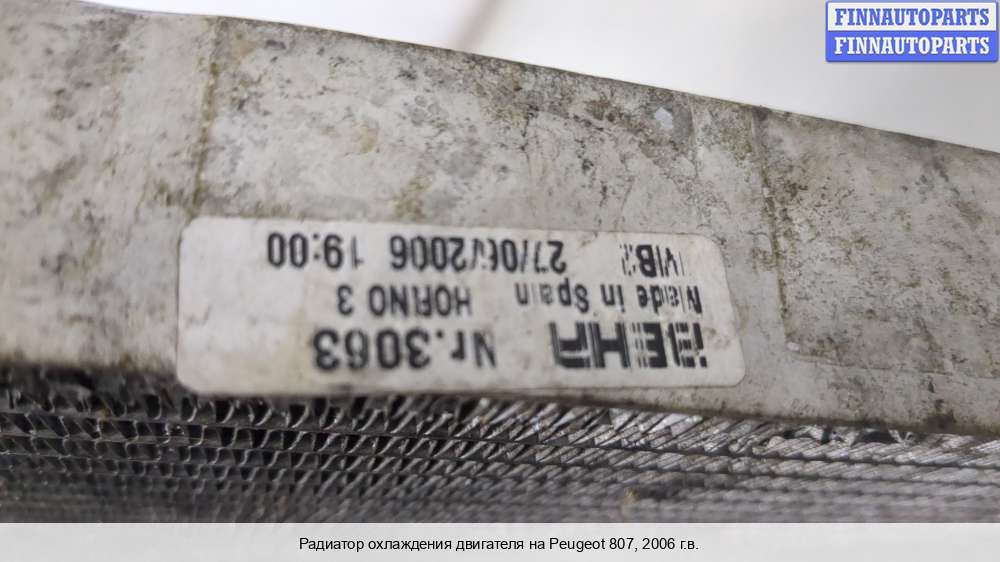 FINNAUTOPARTS
FINNAUTOPARTS
BEHR Nr.3063
Made in Spain HORNO 3
27/06/2006 19:00
Радиатор охлаждения двигателя на Peugeot 807, 2006 г.в.